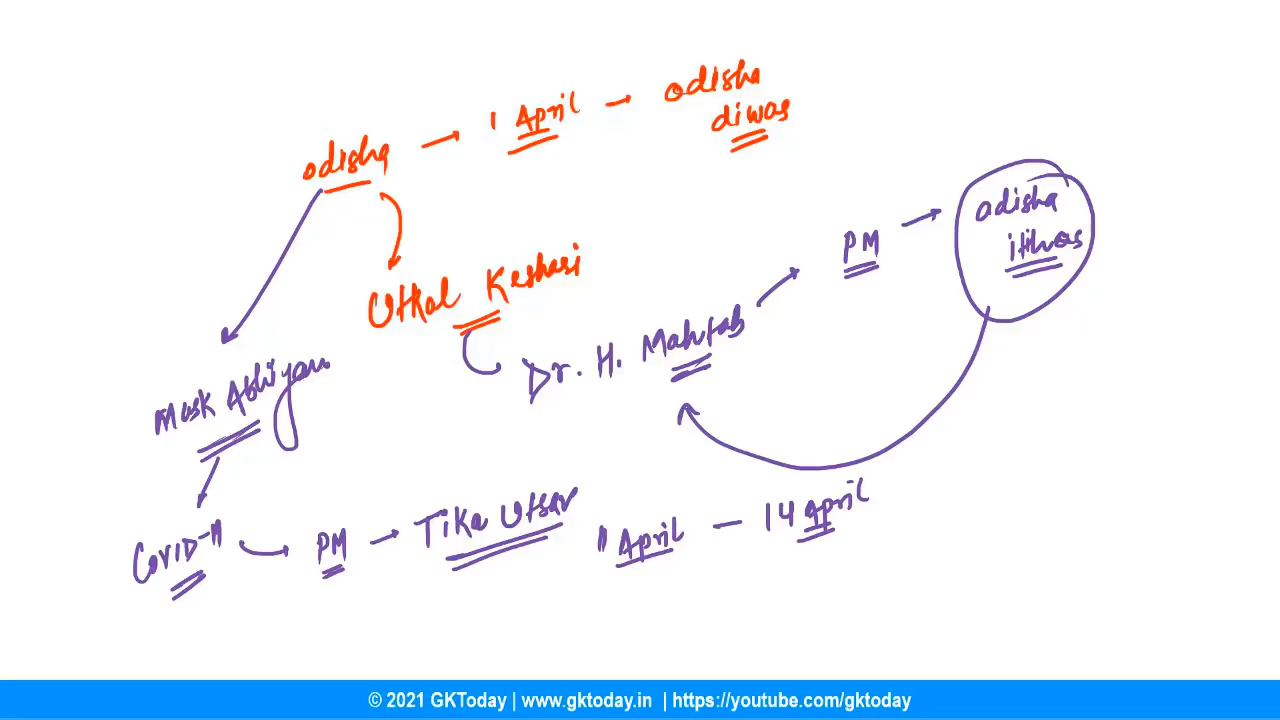 odisha → 1 April → odisha
diwas
Utkal Keshari
Dr. H. Mahtab → PM → odisha
itihas
Mask Abhiyan
COVID-19 PM → Tika Utsav 11 April - 14 April
© 2021 GKToday | www.gktoday.in | https://youtube.com/gktoday